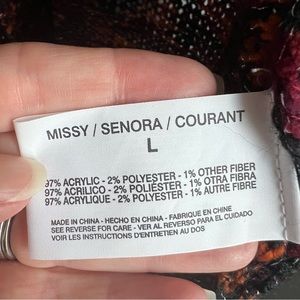 MISSY / SENORA / COURANT
L
97% ACRYLIC - 2% POLYESTER - 1% OTHER FIBER
97% ACRILICO - 2% POLIÉSTER - 1% OTRA FIBRA
97% ACRYLIQUE - 2% POLYESTER - 1% AUTRE FIBRE
MADE IN CHINA - HECHO EN CHINA - FABRIQUE EN CHINE
SEE REVERSE FOR CARE - VER AL REVERSO PARA EL CUIDADO
VOIR LES INSTRUCTIONS D'ENTRETIEN AU DOS